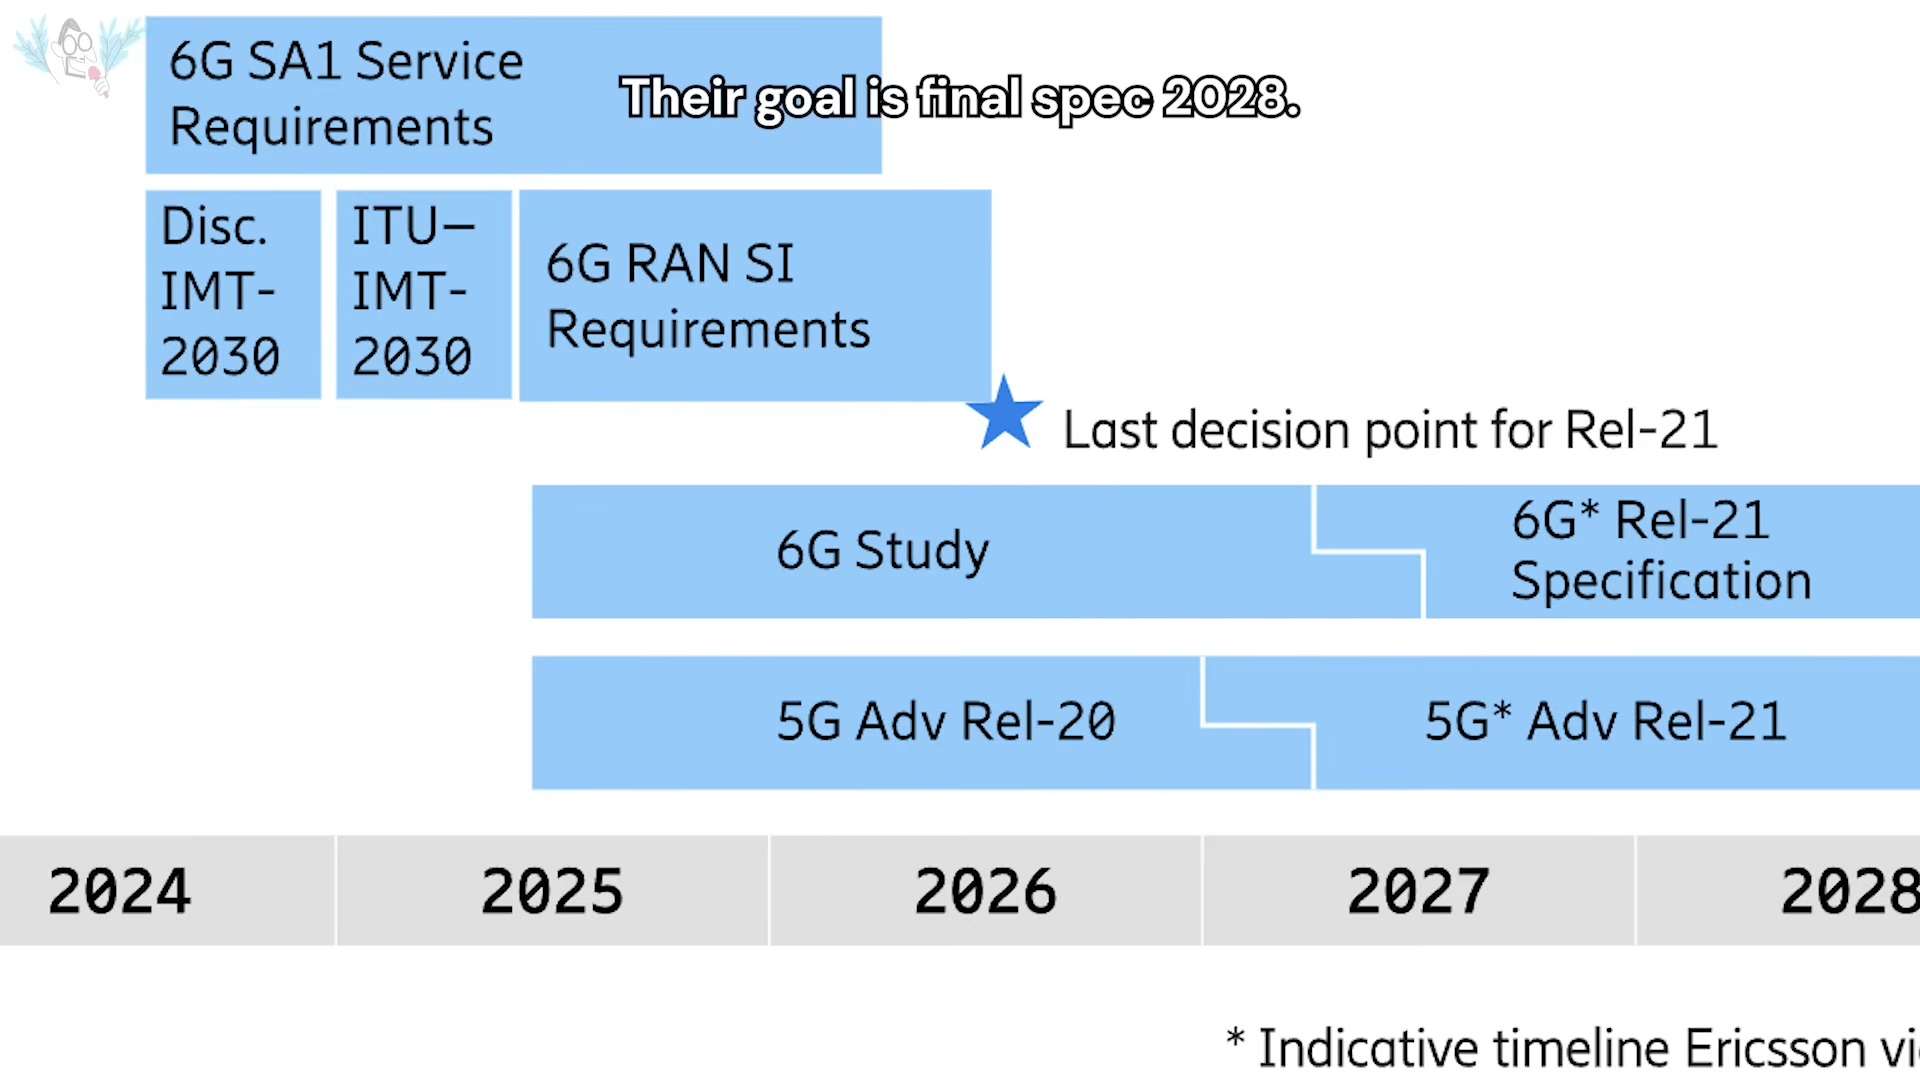 6G SA1 Service
Requirements
Their goal is final spec 2028.
Disc.
IMT-
2030
ITU–
IMT-
2030
6G RAN SI
Requirements
Last decision point for Rel-21
6G Study
6G* Rel-21
Specification
5G Adv Rel-20
5G* Adv Rel-21
2024
2025
2026
2027
2028
* Indicative timeline Ericsson